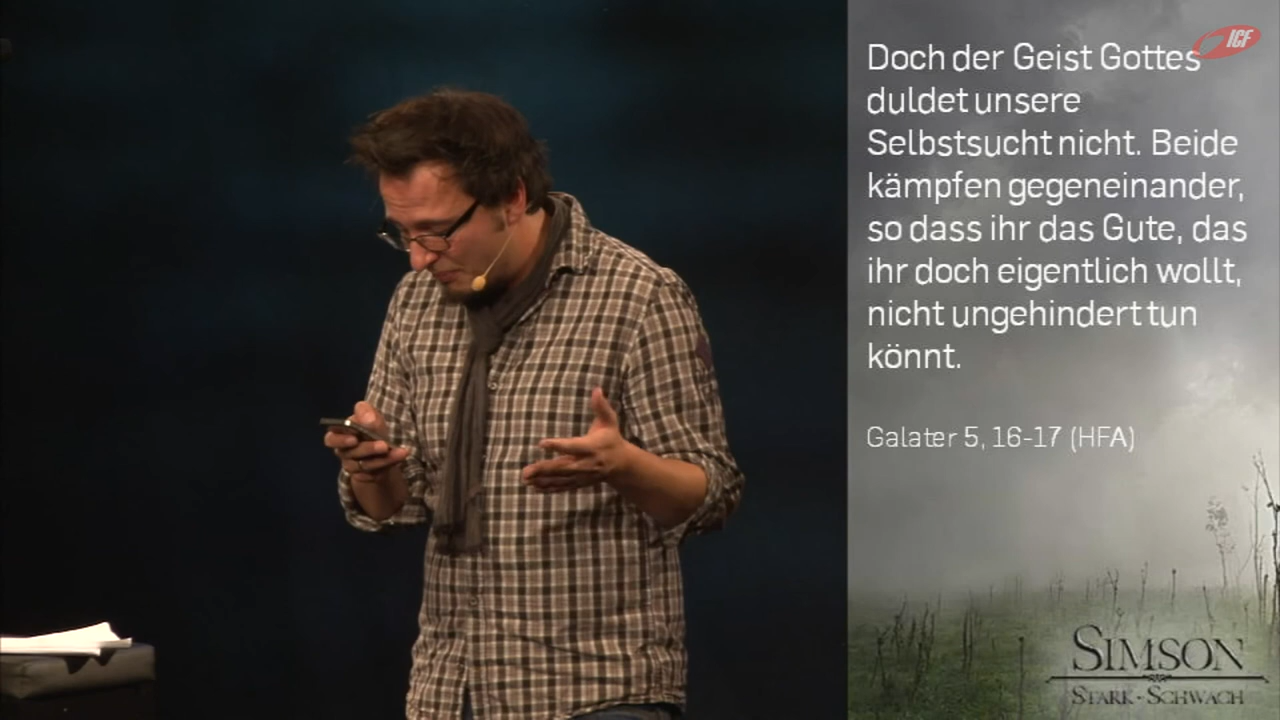 ICF
Doch der Geist Gottes
duldet unsere
Selbstsucht nicht. Beide
kämpfen gegeneinander,
so dass ihr das Gute, das
ihr doch eigentlich wollt,
nicht ungehindert tun
könnt.
Galater 5, 16-17 (HFA)
SIMSON
STARK - SCHWACH